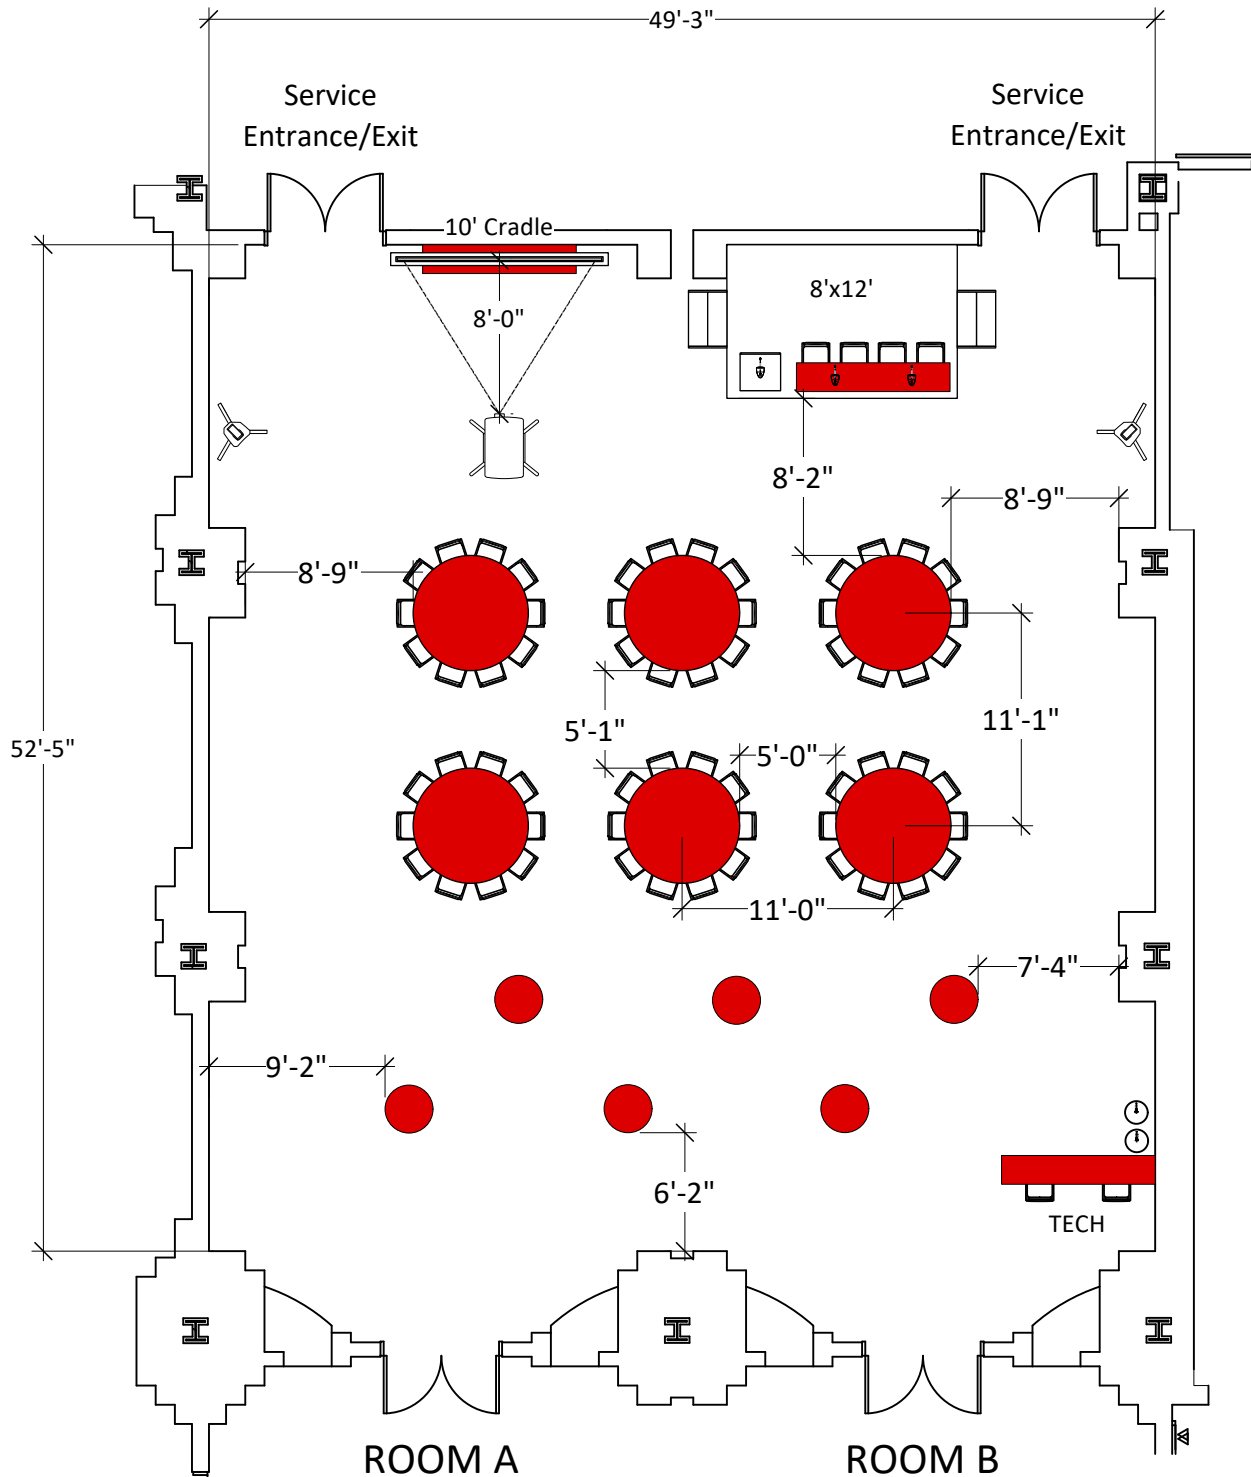 49'-3"
Service
Entrance/Exit
Service
Entrance/Exit
10' Cradle
8'x12'
8'-0"
8'-2"
8'-9"
8'-9"
11'-1"
5'-1"
5'-0"
52'-5"
11'-0"
7'-4"
9'-2"
6'-2"
TECH
ROOM A
ROOM B